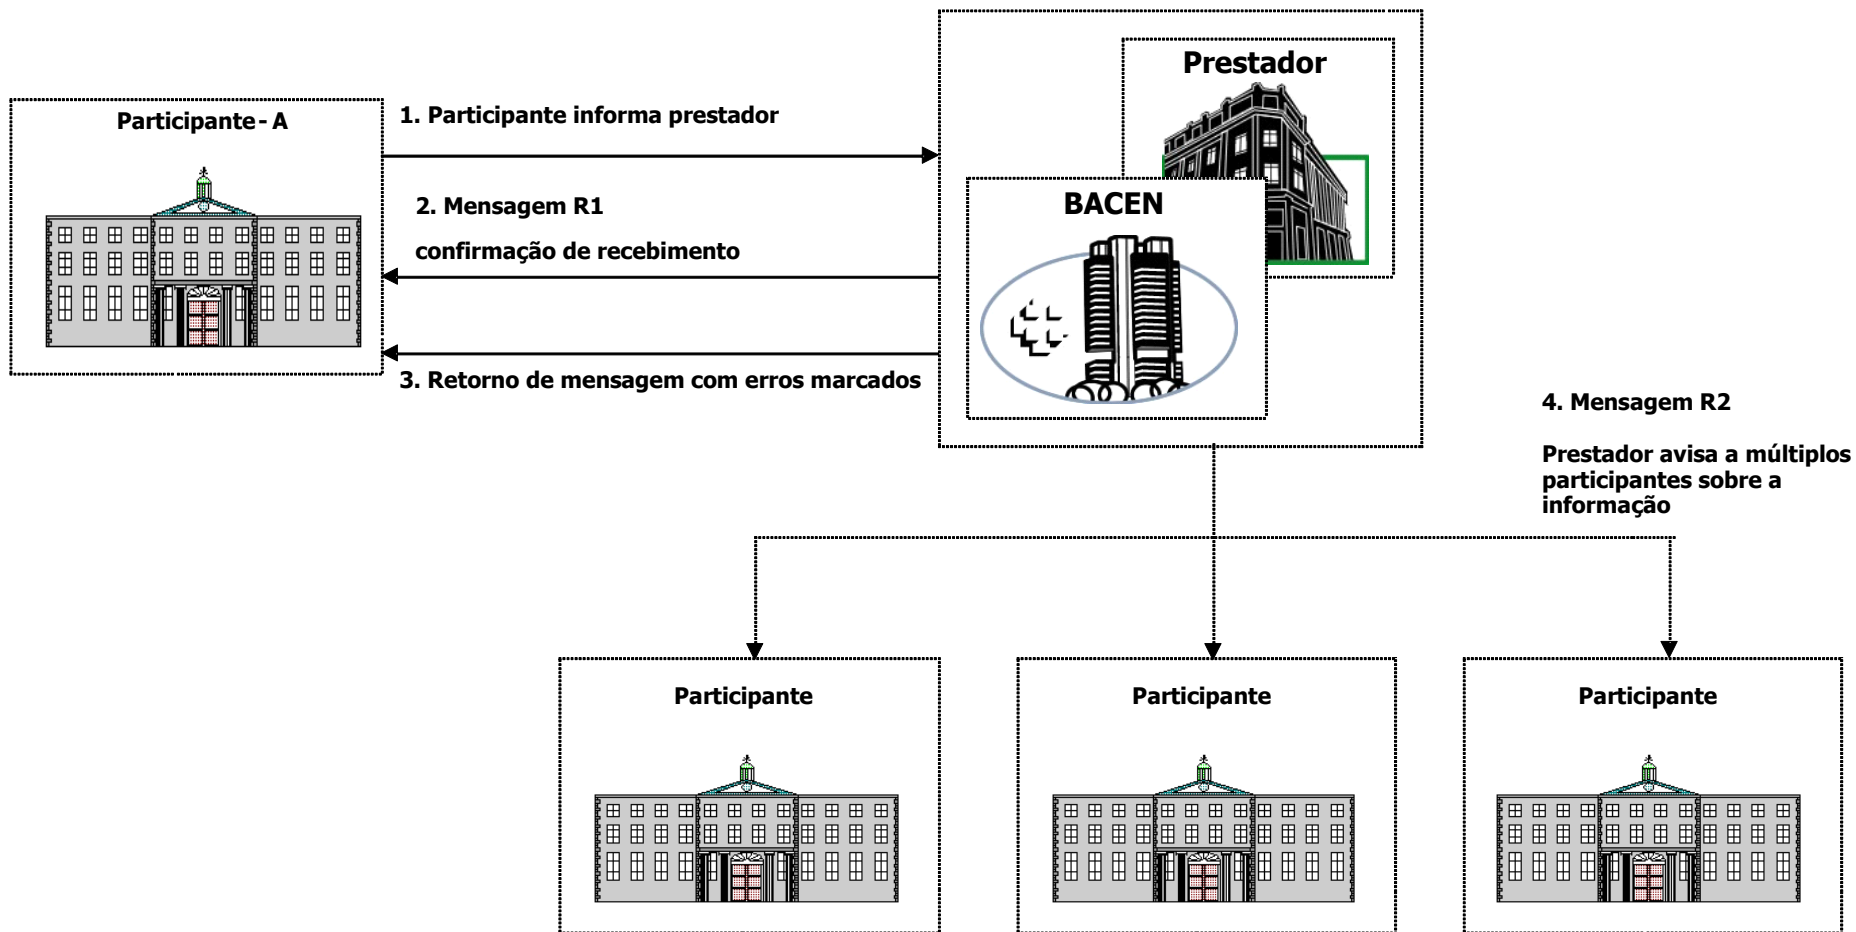 Participante - A
1. Participante informa prestador
2. Mensagem R1
confirmação de recebimento
3. Retorno de mensagem com erros marcados
Prestador
BACEN
4. Mensagem R2
Prestador avisa a múltiplos
participantes sobre a
informação
Participante
Participante
Participante